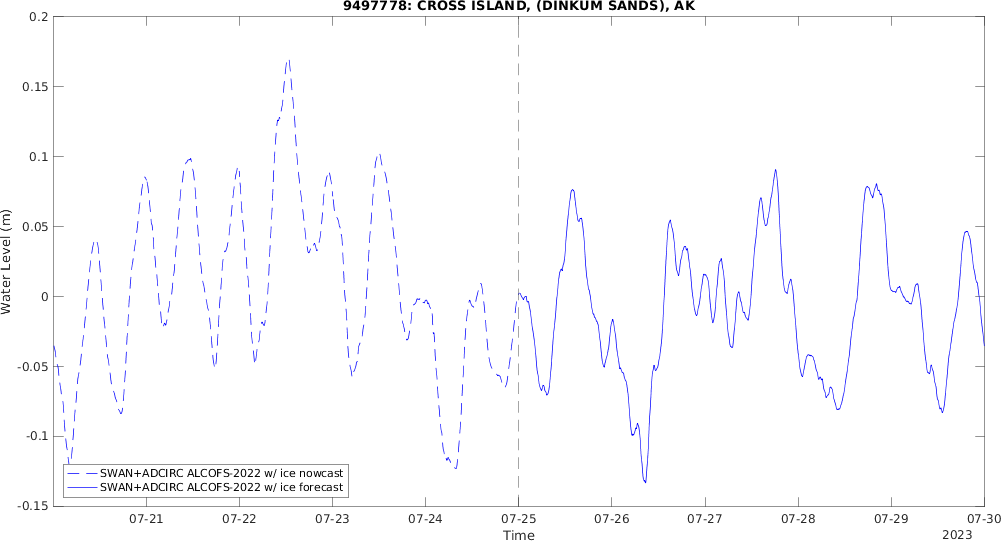 9497778: CROSS ISLAND, (DINKUM SANDS), AK
0.2
0.15
0.1
0.05
0
-0.05
-0.1
-0.15
Water Level (m)
SWAN+ADCIRC ALCOFS-2022 w/ ice nowcast
SWAN+ADCIRC ALCOFS-2022 w/ ice forecast
07-21 07-22 07-23 07-24 07-25 07-26 07-27 07-28 07-29 07-30
Time
2023